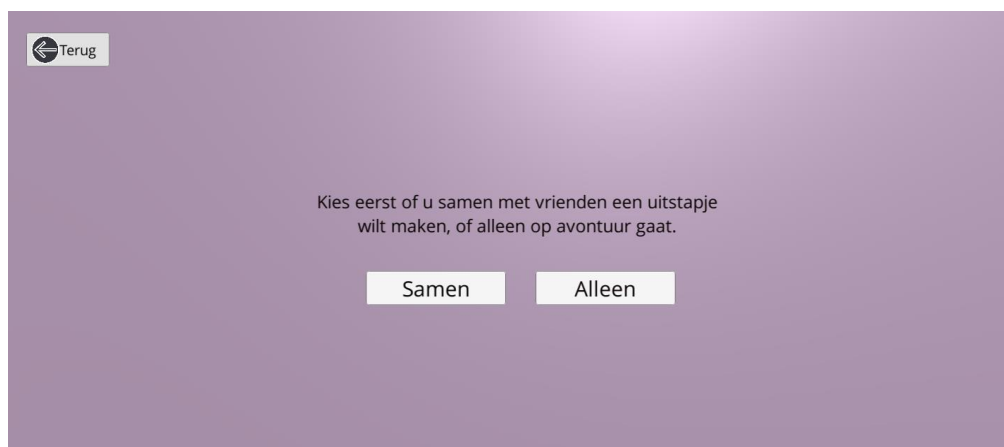 Terug
Kies eerst of u samen met vrienden een uitstapje
wilt maken, of alleen op avontuur gaat.
Samen
Alleen